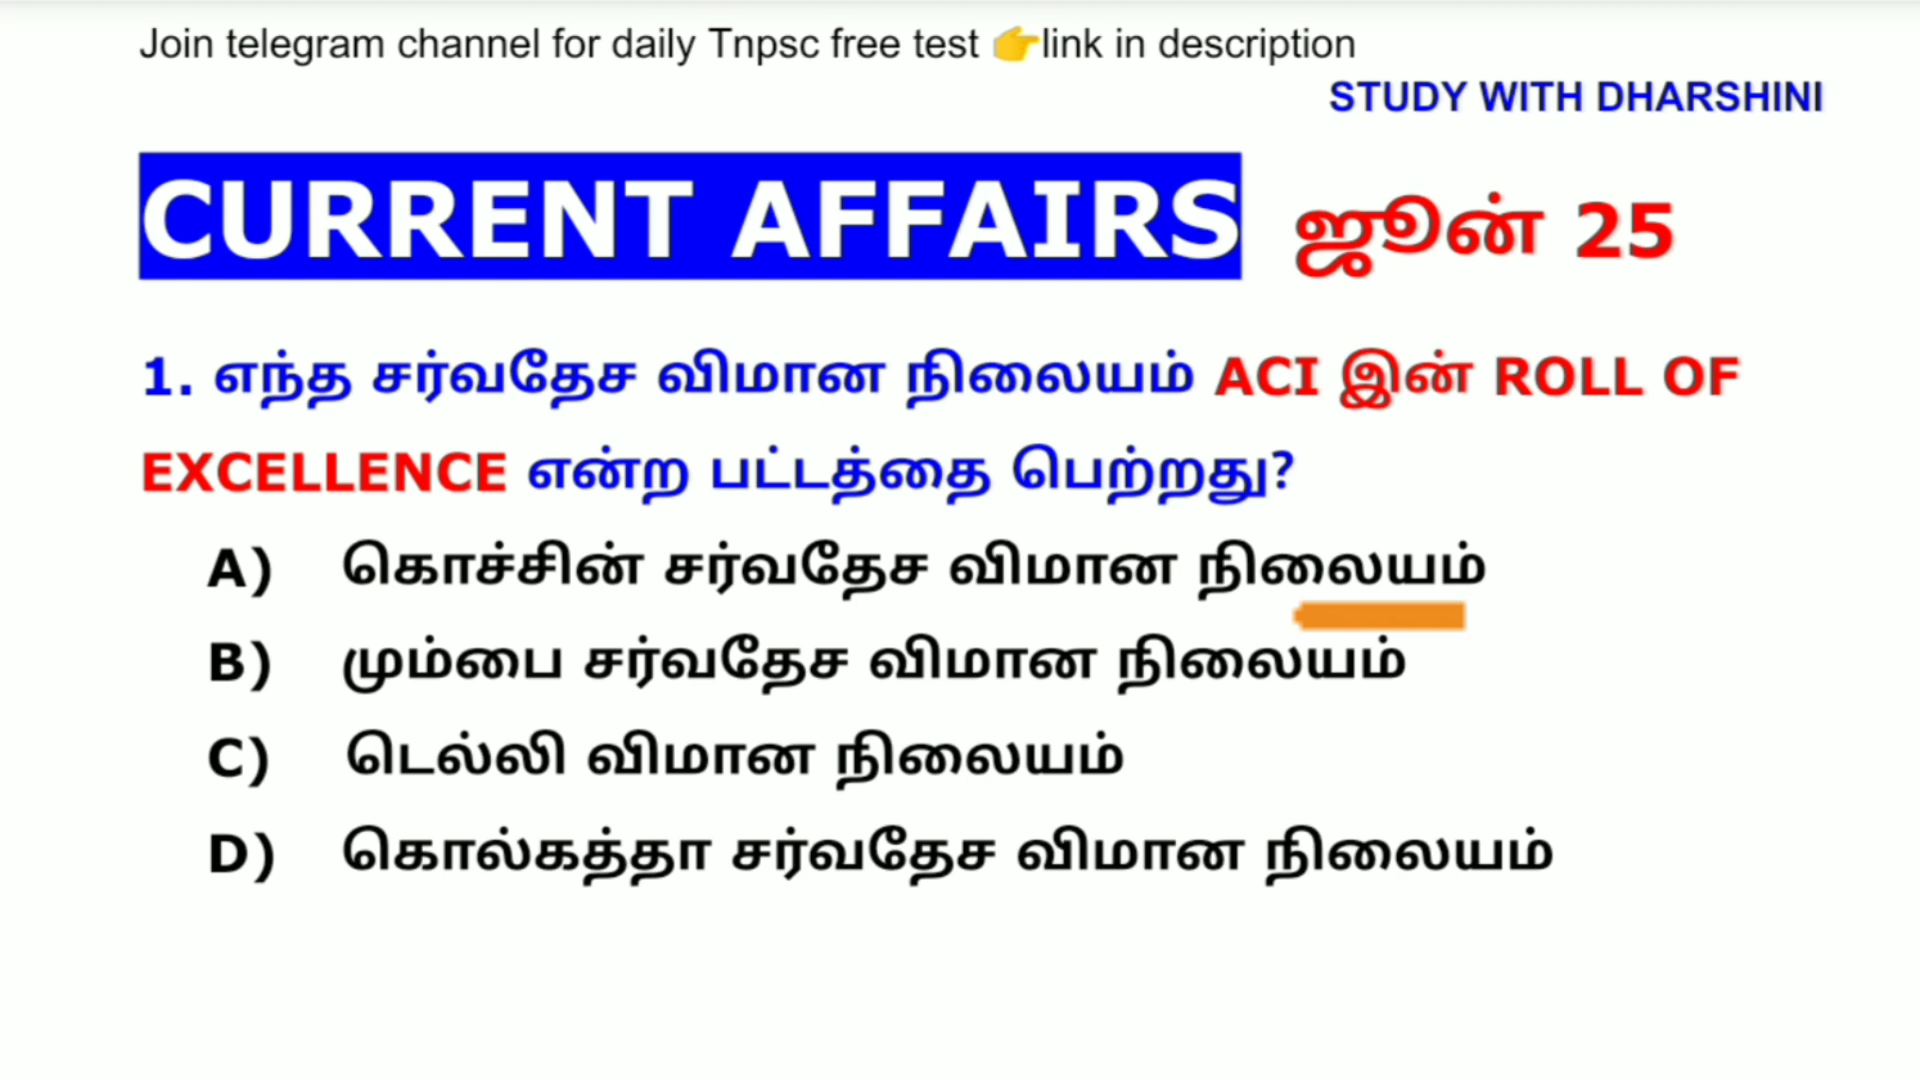 Join telegram channel for daily Tnpsc free test 👉link in description
STUDY WITH DHARSHINI
CURRENT AFFAIRS ஜூன் 25
1. எந்த சர்வதேச விமான நிலையம் ACI இன் ROLL OF
EXCELLENCE என்ற பட்டத்தை பெற்றது?
A) கொச்சின் சர்வதேச விமான நிலையம்
B) மும்பை சர்வதேச விமான நிலையம்
C) டெல்லி விமான நிலையம்
D) கொல்கத்தா சர்வதேச விமான நிலையம்